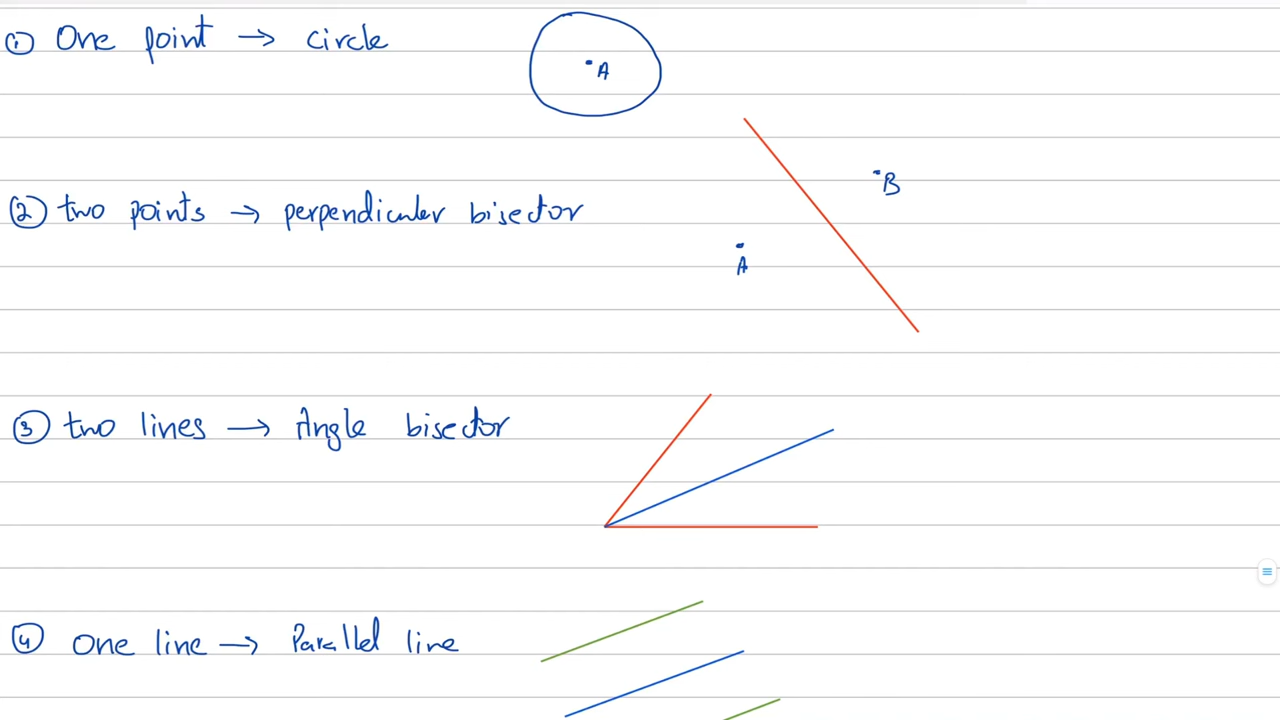 ① One point → circle
A
B
② two points → perpendicular bisector
A
③ two lines → Angle bisector
④ one line → Parallel line